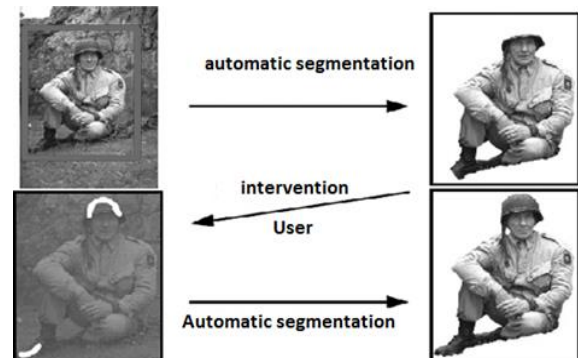 automatic segmentation
intervention
User
Automatic segmentation